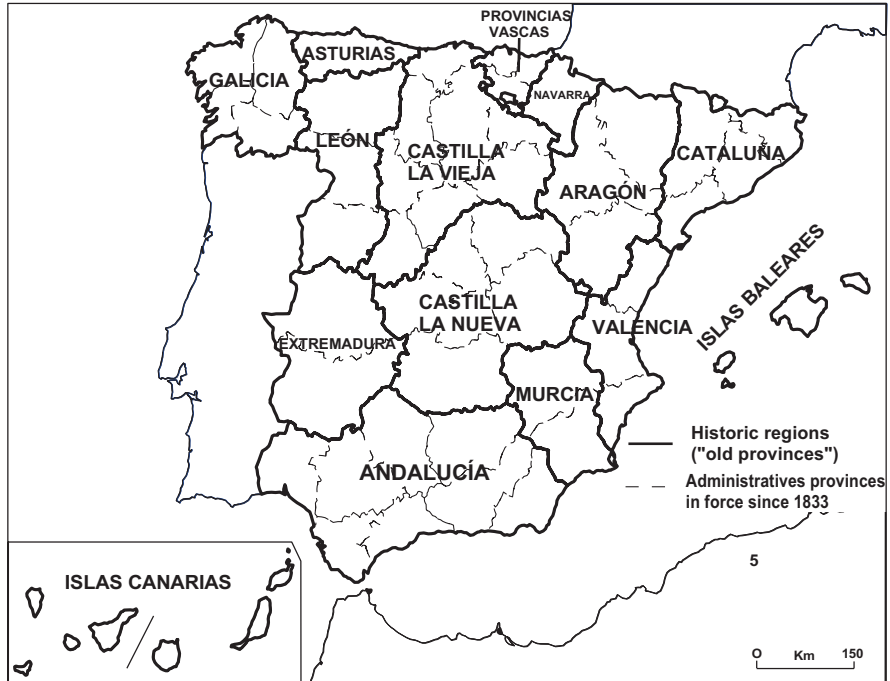 PROVINCIAS
VASCAS
ASTURIAS
GALICIA
NAVARRA
LEÓN
CASTILLA
LA VIEJA
CATALUÑA
ARAGÓN
ISLAS BALEARES
CASTILLA
LA NUEVA
VALENCIA
EXTREMADURA
MURCIA
ANDALUCÍA
Historic regions
("old provinces")
Administratives provinces
in force since 1833
5
ISLAS CANARIAS
O Km 150